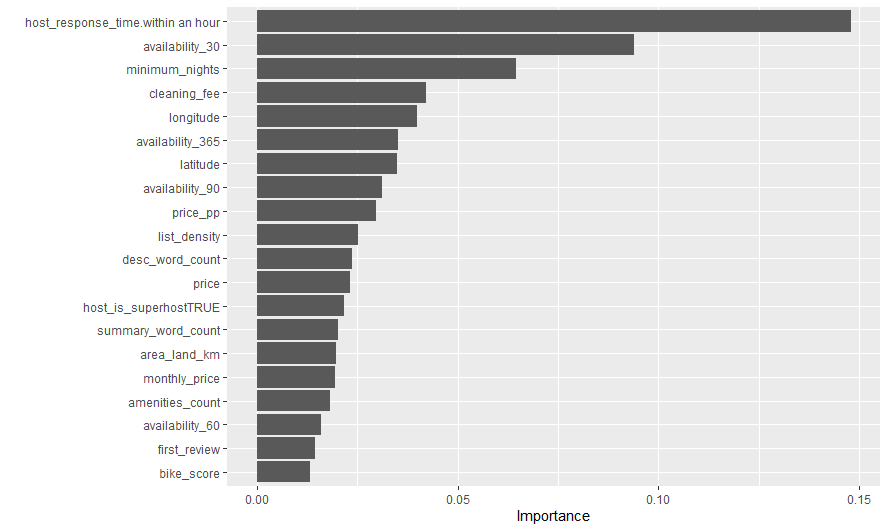 host_response_time.within an hour
availability_30
minimum_nights
cleaning_fee
longitude
availability_365
latitude
availability_90
price_pp
list_density
desc_word_count
price
host_is_superhostTRUE
summary_word_count
area_land_km
monthly_price
amenities_count
availability_60
first_review
bike_score
0.00 0.05 0.10 0.15
Importance